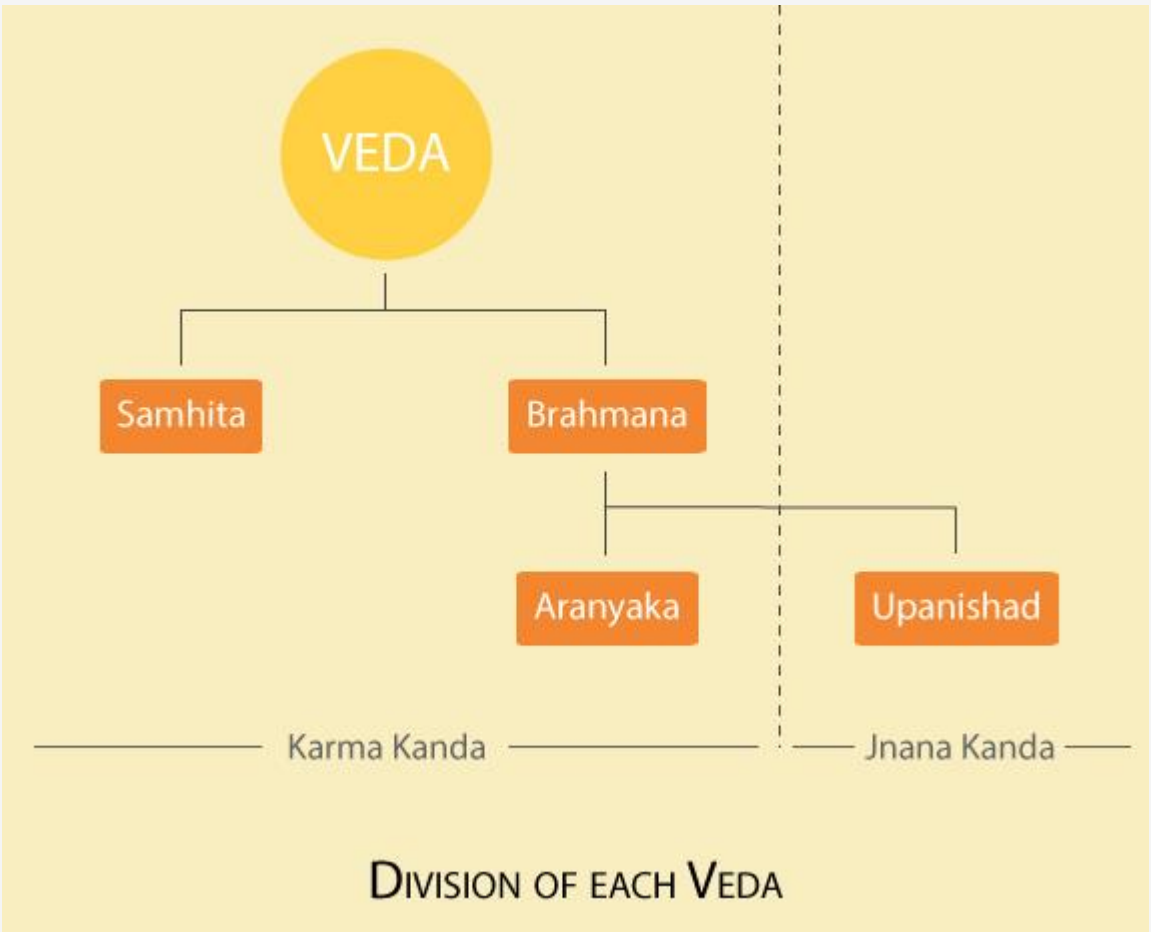 VEDA
Samhita
Brahmana
Aranyaka
Upanishad
Karma Kanda
Jnana Kanda
DIVISION OF EACH VEDA